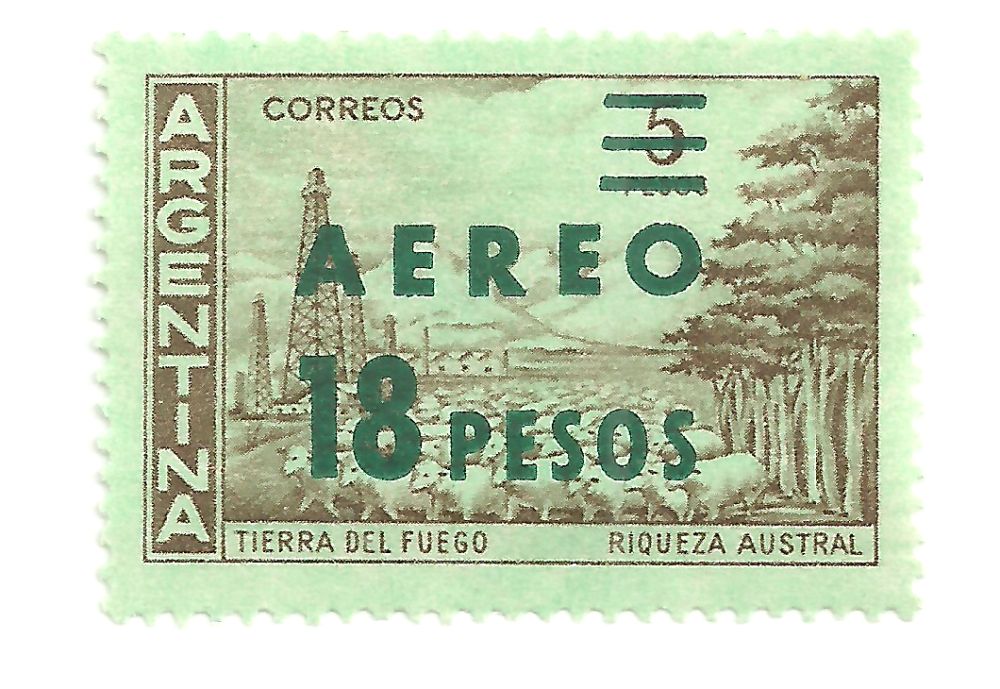 ARGENTINA
CORREOS
5
AEREO
18 PESOS
TIERRA DEL FUEGO
RIQUEZA AUSTRAL